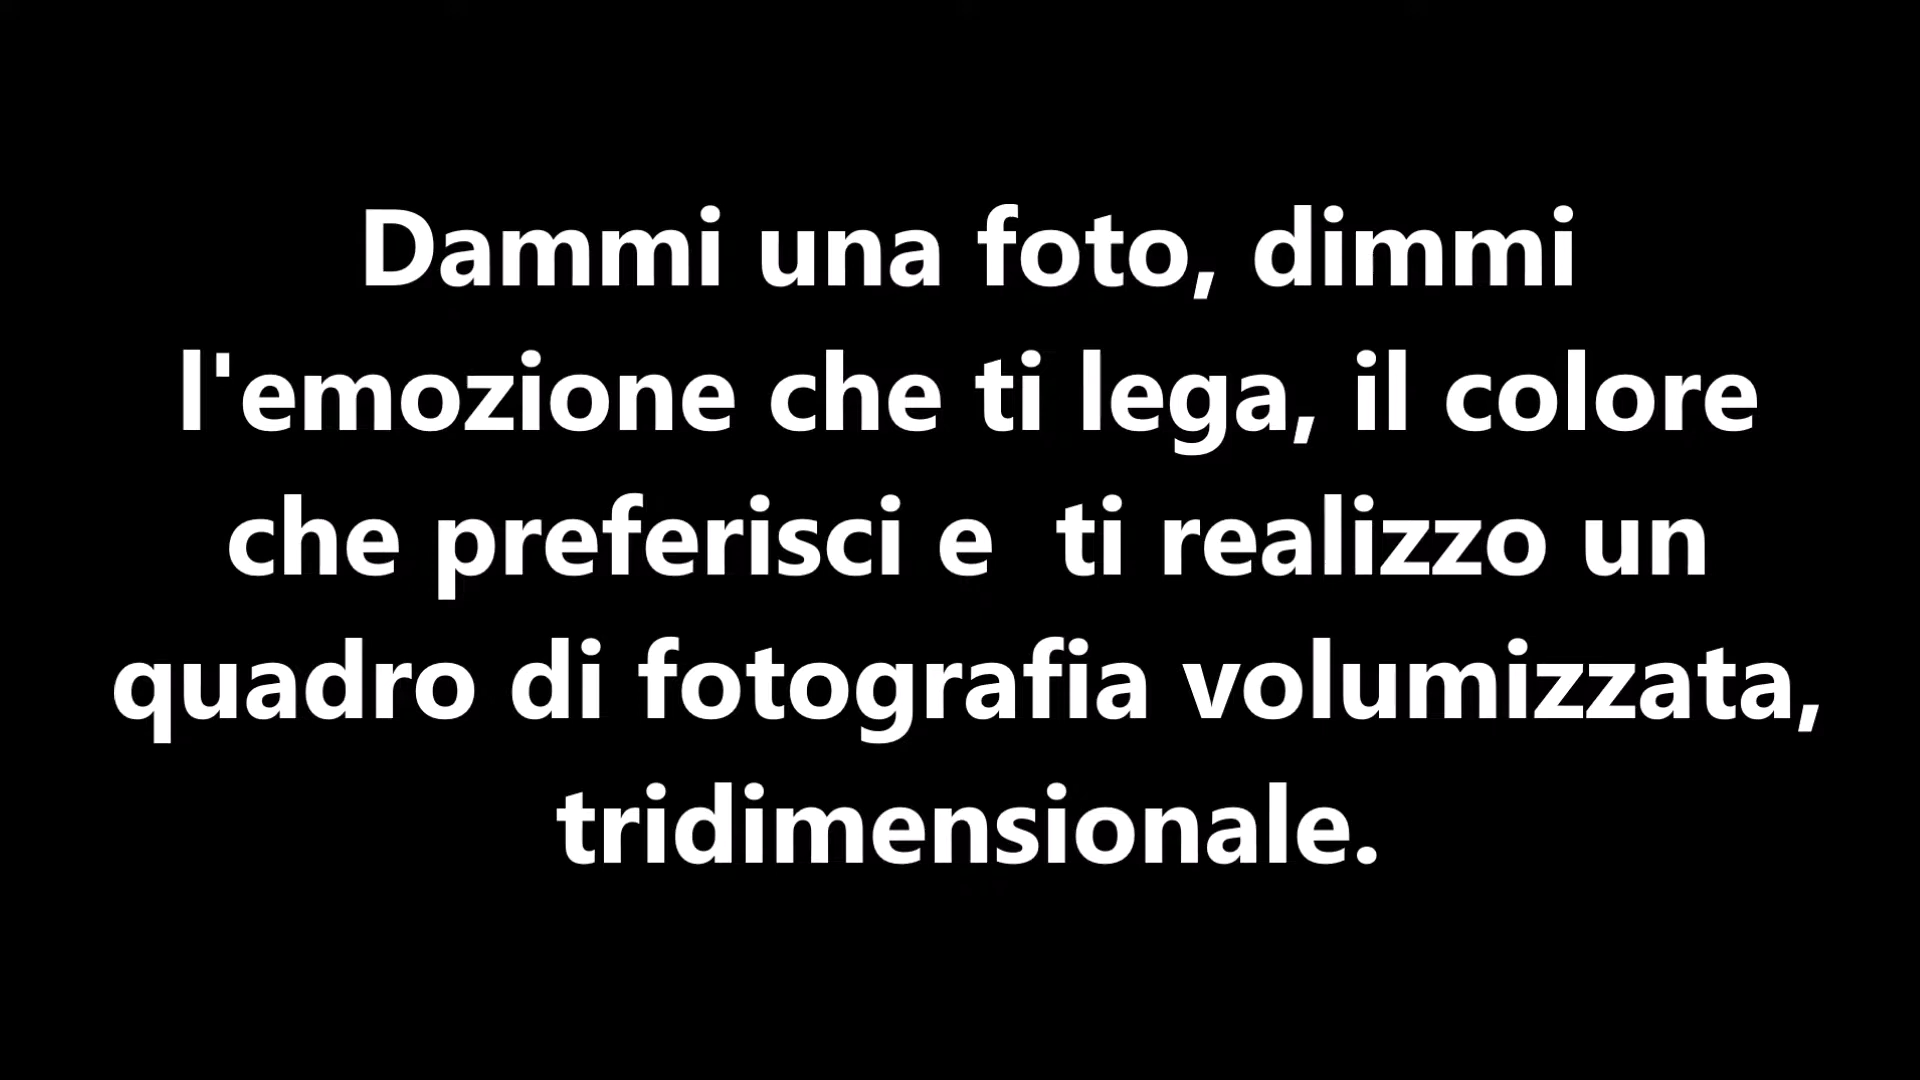 Dammi una foto, dimmi
l'emozione che ti lega, il colore
che preferisci e  ti realizzo un
quadro di fotografia volumizzata,
tridimensionale.